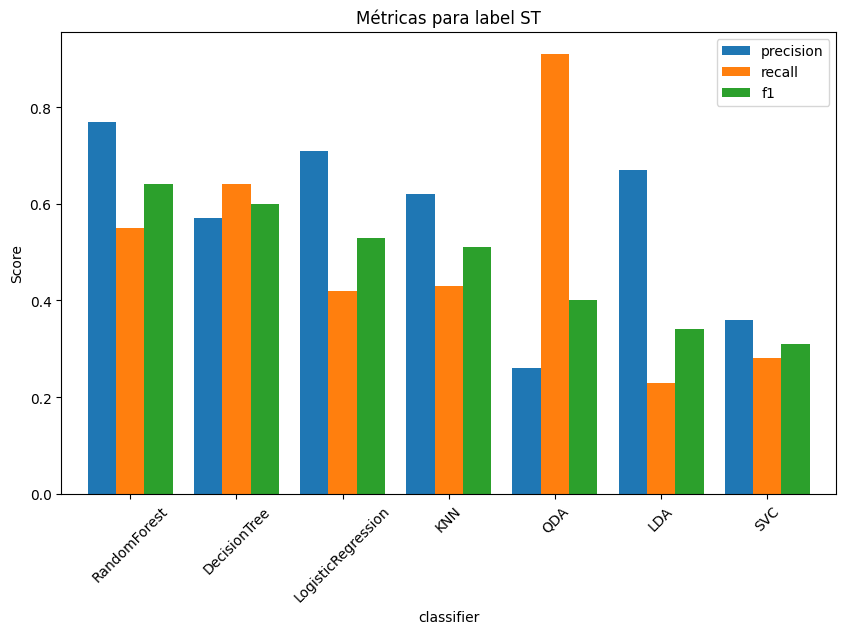 Métricas para label ST
precision
recall
f1
Score
0.8
0.6
0.4
0.2
0.0
RandomForest
DecisionTree
LogisticRegression
KNN
QDA
LDA
SVC
classifier